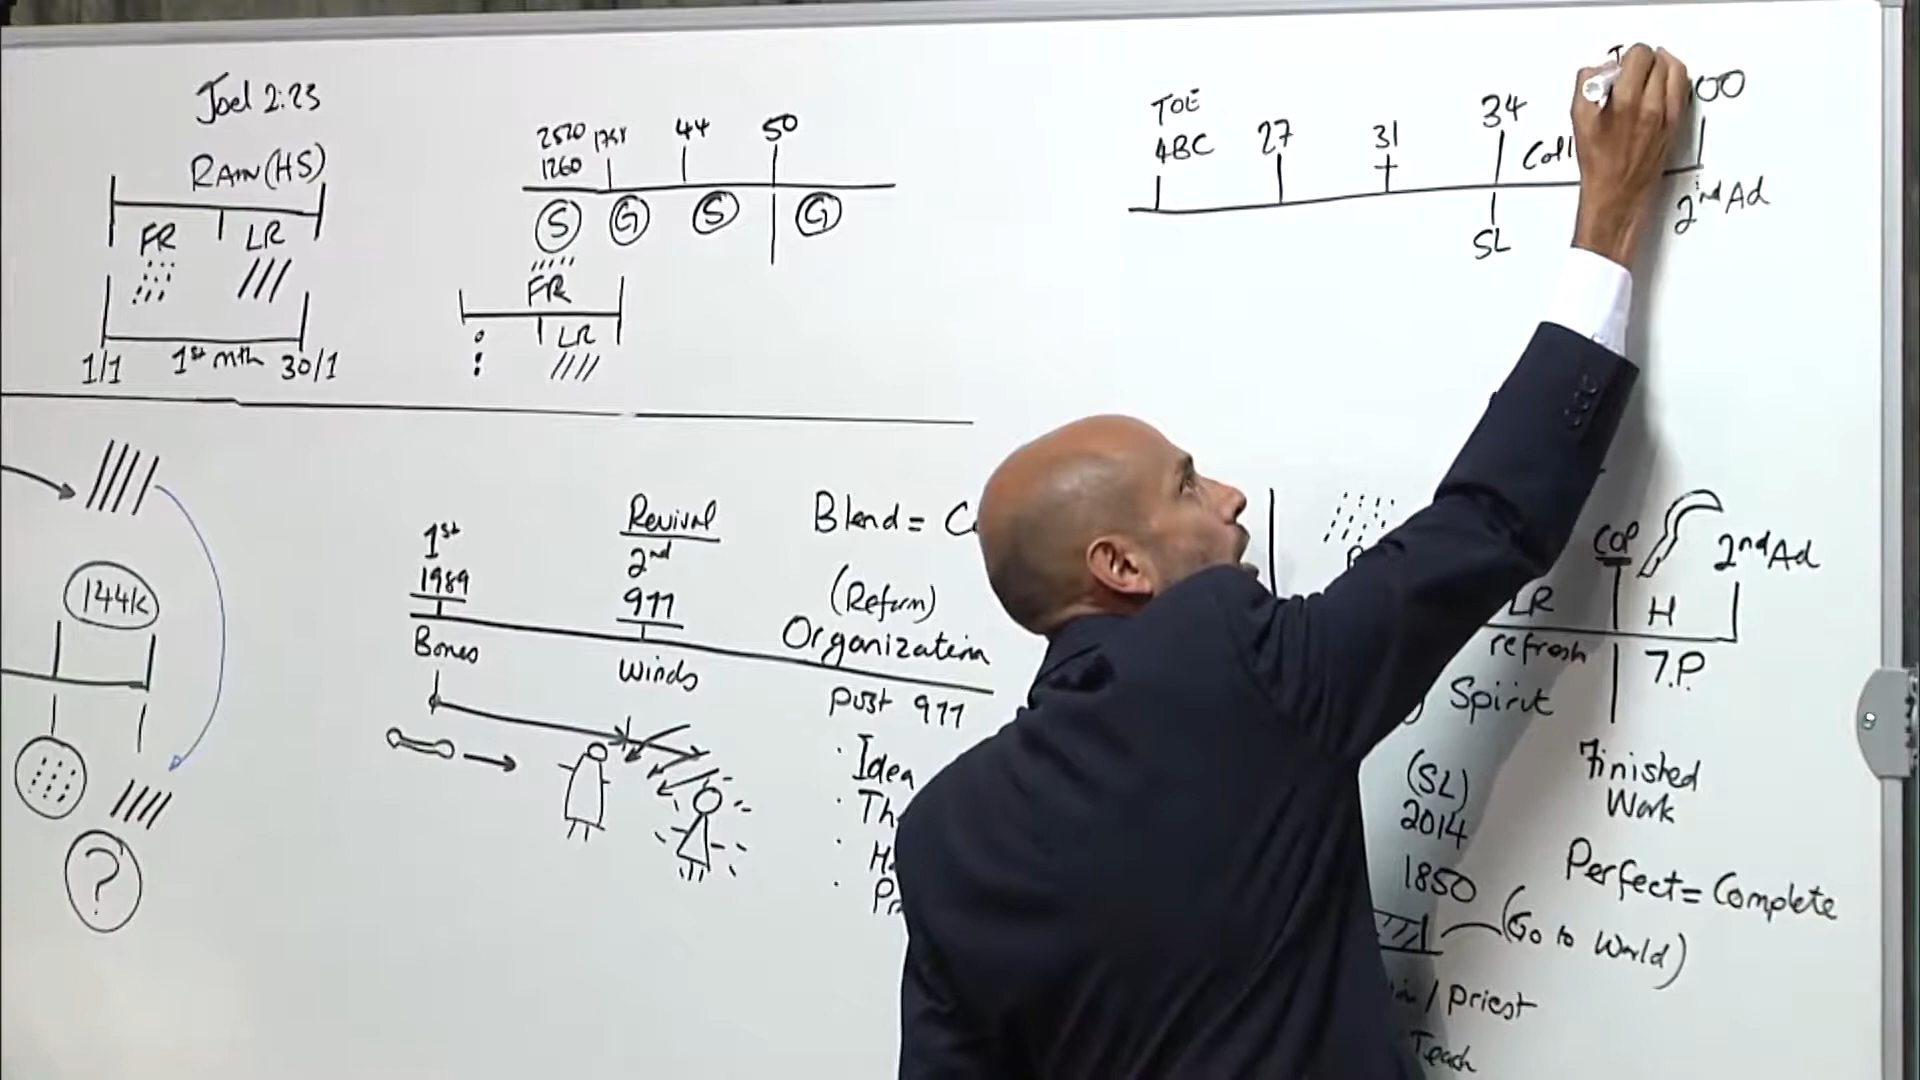 Joel 2:23
RAIN(HS)
FR LR
1/1 1st mth 30/1
2520 1798 44 50
1260
S G S G
FR
LR
TOE
4BC 27 31 34
SL
2nd Ad
144k
?
1st
1989
Bones
Revival
2nd
911
Winds
Blend =
(Reform)
Organization
post 911
· Idea
COP
2nd Ad
LR H
refresh 7.P.
Spirit
(SL)
2014
1850
Finished
Work
Perfect = Complete
(Go to World)
/ Priest
Teach